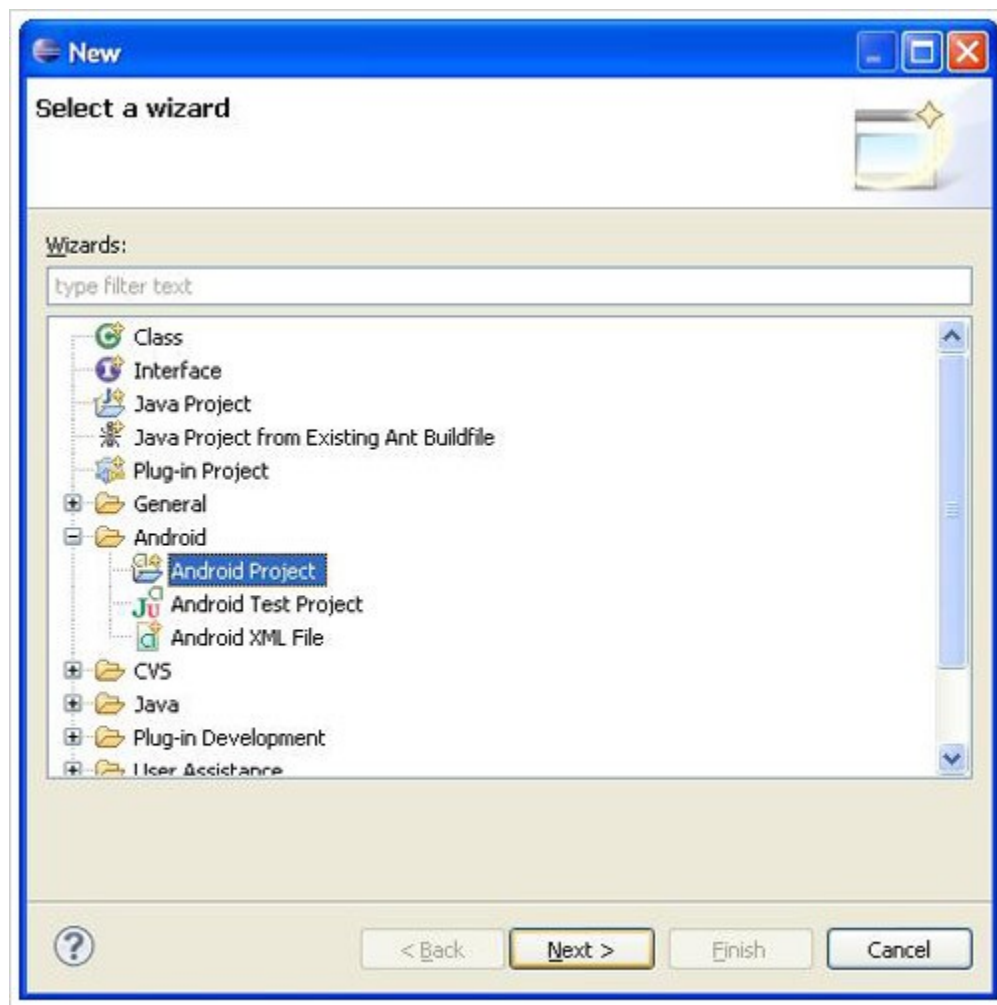 New
Select a wizard
Wizards:
type filter text
Class
Interface
Java Project
Java Project from Existing Ant Buildfile
Plug-in Project
General
Android
Android Project
Android Test Project
Android XML File
CVS
Java
Plug-in Development
User Assistance
< Back Next > Finish Cancel